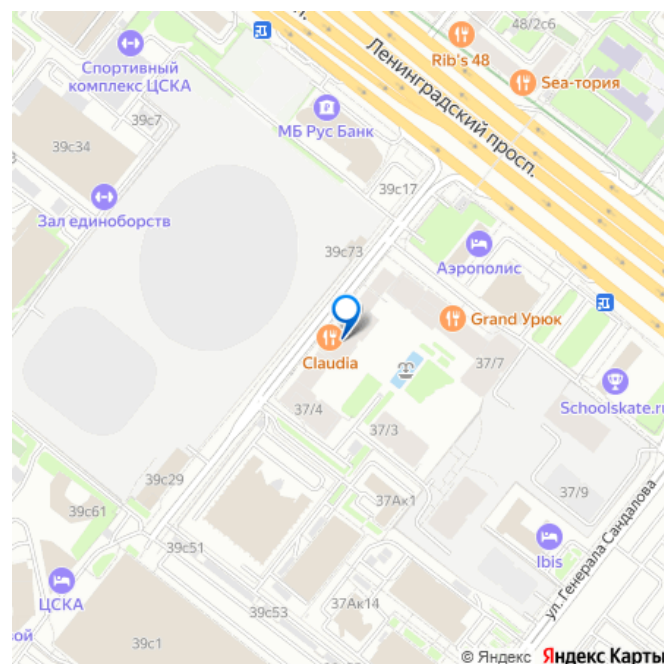 48/2с6
п.
Rib's 48
Спортивный
комплекс ЦСКА
Ленинградский просп.
Sea-тория
39с7
МБ Рус Банк
39с34
39с17
Зал единоборств
39с73
Аэрополис
Grand Урюк
Claudia
37/7
Schoolskate.ru
37/4
37/3
39с29
37Ак1
37/9
39с61
ул. Генерала Сандалова
39с51
Ibis
ЦСКА
37Ак14
39с53
вой
39с1
© Яндекс Яндекс Карты